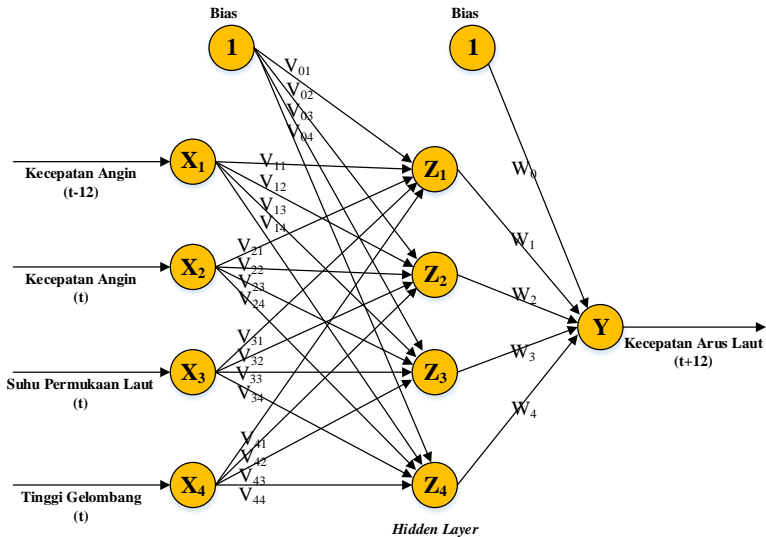 Bias
Bias
1
1
V01
V02
V03
V04
W0
Kecepatan Angin
(t-12)
X1
V11
V12
V13
V14
Z1
W1
Kecepatan Angin
(t)
X2
V21
V22
V23
V24
Z2
W2
Y
Kecepatan Arus Laut
(t+12)
Suhu Permukaan Laut
(t)
X3
V31
V32
V33
V34
Z3
W3
Tinggi Gelombang
(t)
X4
V41
V42
V43
V44
Z4
W4
Hidden Layer